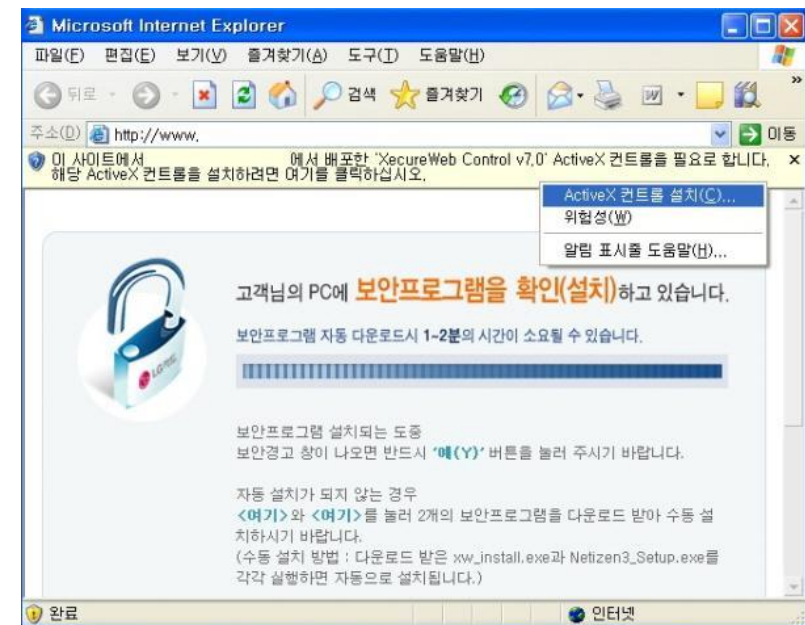 Microsoft Internet Explorer
파일(F) 편집(E) 보기(V) 즐겨찾기(A) 도구(T) 도움말(H)
뒤로 검색 즐겨찾기 »
주소(D) http://www. 이동
이 사이트에서 에서 배포한 'XecureWeb Control v7.0' ActiveX 컨트롤을 필요로 합니다.
해당 ActiveX 컨트롤을 설치하려면 여기를 클릭하십시오.
ActiveX 컨트롤 설치(C)...
위험성(W)
알림 표시줄 도움말(H)...
고객님의 PC에 보안프로그램을 확인(설치)하고 있습니다.
보안프로그램 자동 다운로드시 1~2분의 시간이 소요될 수 있습니다.
보안프로그램 설치되는 도중
보안경고 창이 나오면 반드시 '예(Y)' 버튼을 눌러 주시기 바랍니다.
자동 설치가 되지 않는 경우
<여기>와 <여기>를 눌러 2개의 보안프로그램을 다운로드 받아 수동 설
치하시기 바랍니다.
(수동 설치 방법 : 다운로드 받은 xw_install.exe과 Netizen3_Setup.exe를
각각 실행하면 자동으로 설치됩니다.)
완료 인터넷